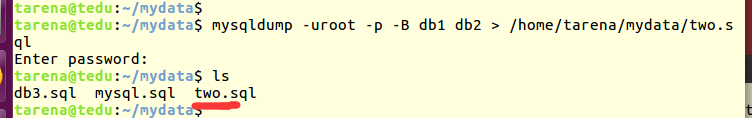 tarena@tedu:~/mydata$
tarena@tedu:~/mydata$ mysqldump -uroot -p -B db1 db2 > /home/tarena/mydata/two.s
ql
Enter password:
tarena@tedu:~/mydata$ ls
db3.sql  mysql.sql  two.sql
tarena@tedu:~/mydata$